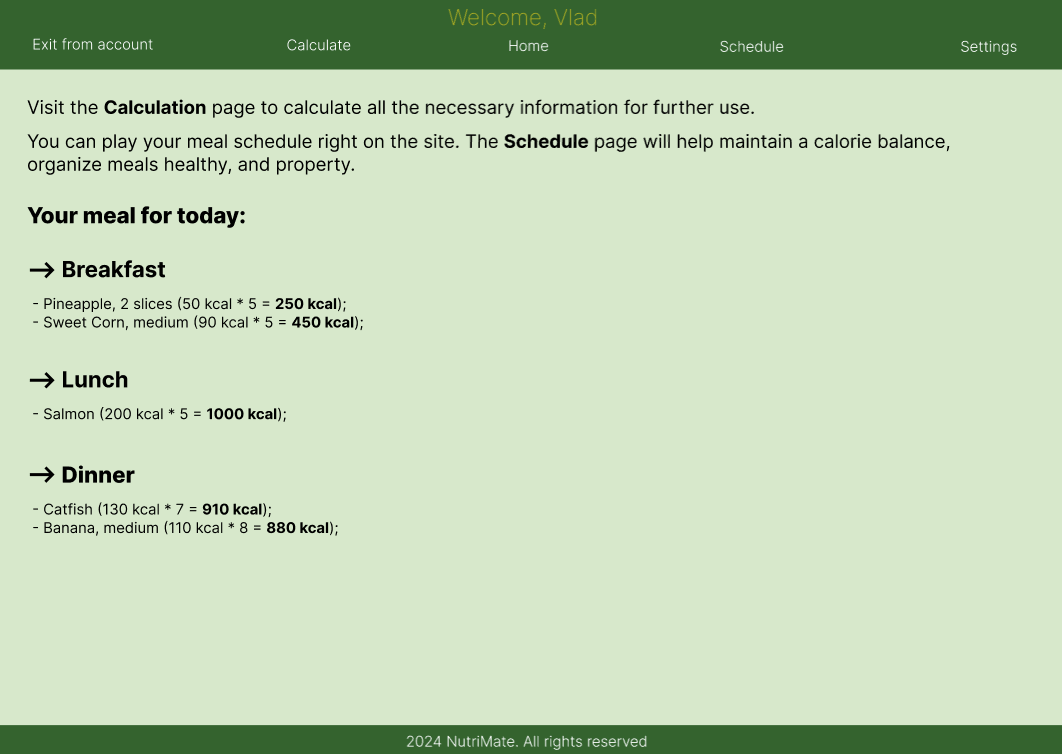 Welcome, Vlad
Exit from account
Calculate
Home
Schedule
Settings
Visit the Calculation page to calculate all the necessary information for further use.
You can play your meal schedule right on the site. The Schedule page will help maintain a calorie balance,
organize meals healthy, and property.
Your meal for today:
→ Breakfast
- Pineapple, 2 slices (50 kcal * 5 = 250 kcal);
- Sweet Corn, medium (90 kcal * 5 = 450 kcal);
→ Lunch
- Salmon (200 kcal * 5 = 1000 kcal);
→ Dinner
- Catfish (130 kcal * 7 = 910 kcal);
- Banana, medium (110 kcal * 8 = 880 kcal);
2024 NutriMate. All rights reserved